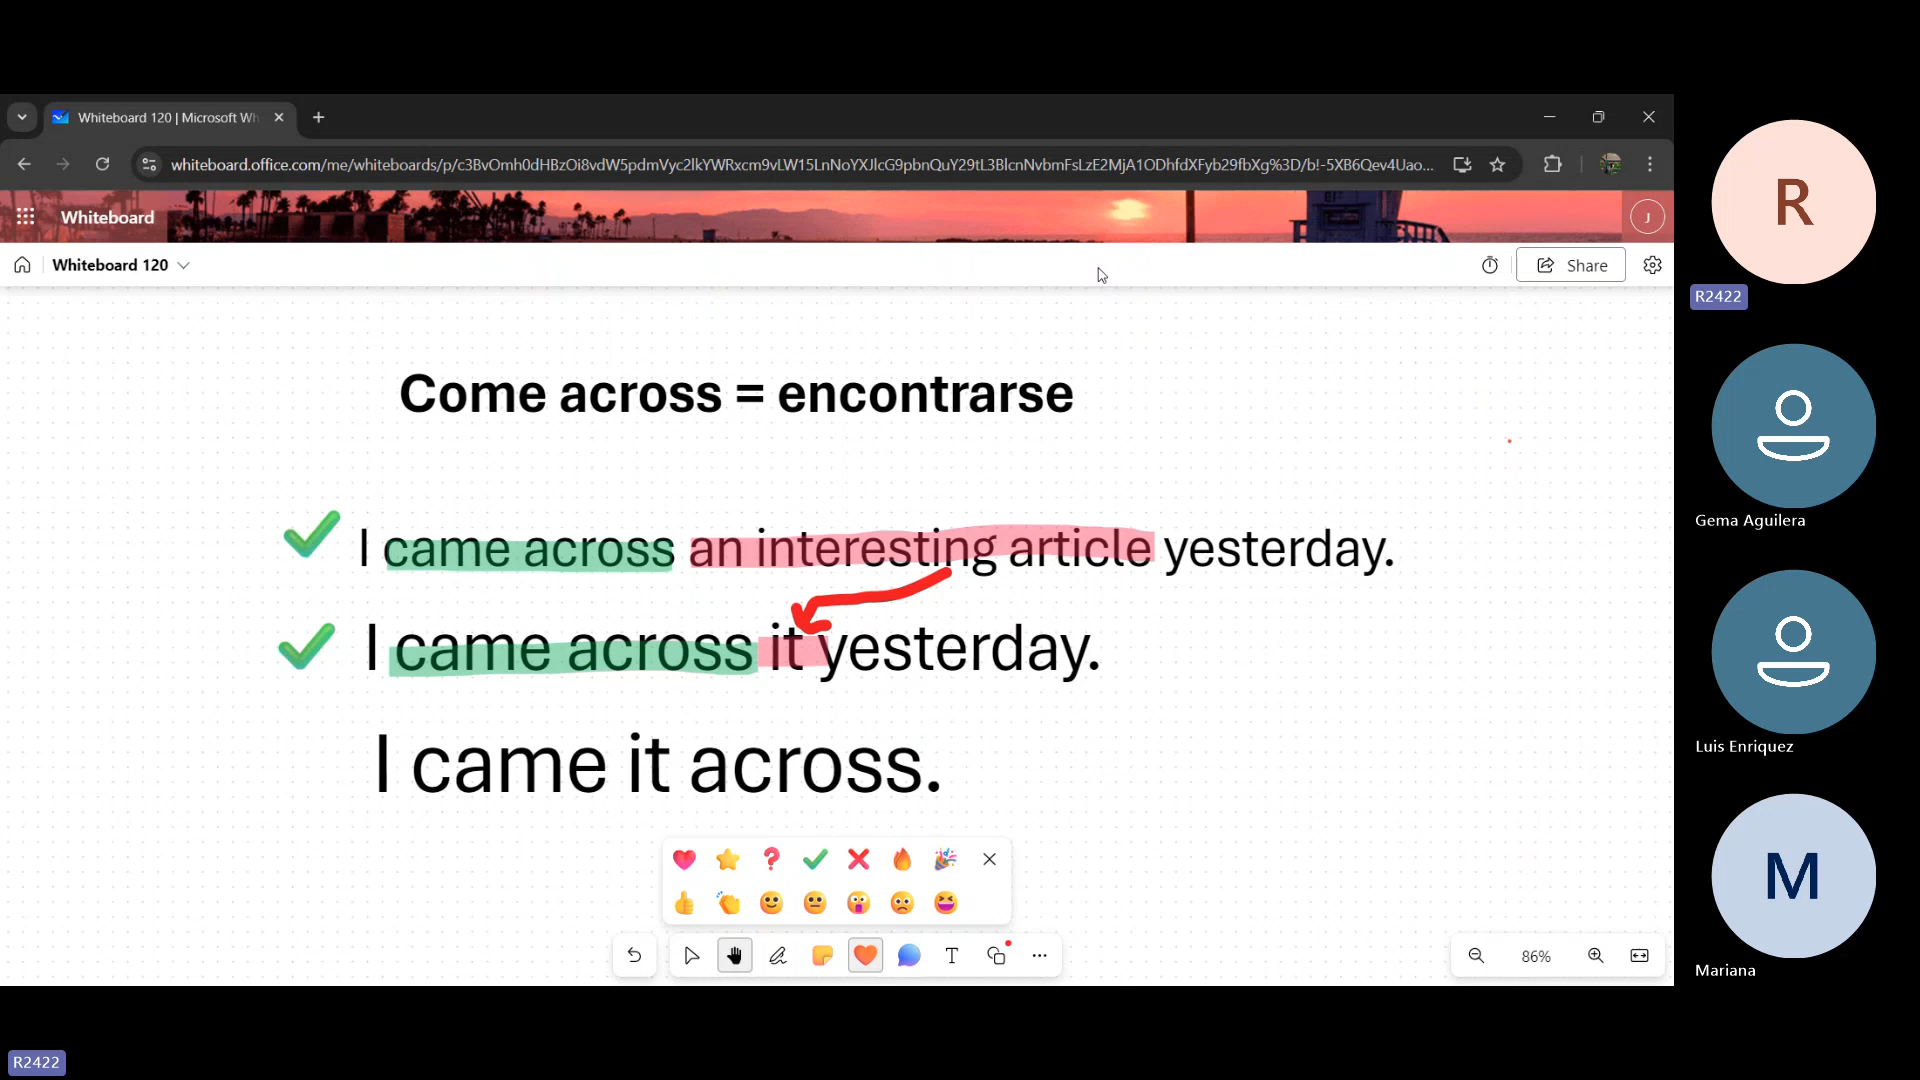 Whiteboard 120 | Microsoft Wh
whiteboard.office.com/me/whiteboards/p/c3BvOmh0dHBzOi8vdW5pdmVyc2lkYWRxcm9vLW15LnNoYXJlcG9pbnQuY29tL3BlcnNvbmFsLzE2MjA1ODhfdXFyb29fbXg%3D/b!-5XB6Qev4Uao...
Whiteboard
J
Whiteboard 120
Share
Come across = encontrarse
I came across an interesting article yesterday.
I came across it yesterday.
I came it across.
T
86%
R
R2422
Gema Aguilera
Luis Enriquez
M
Mariana
R2422